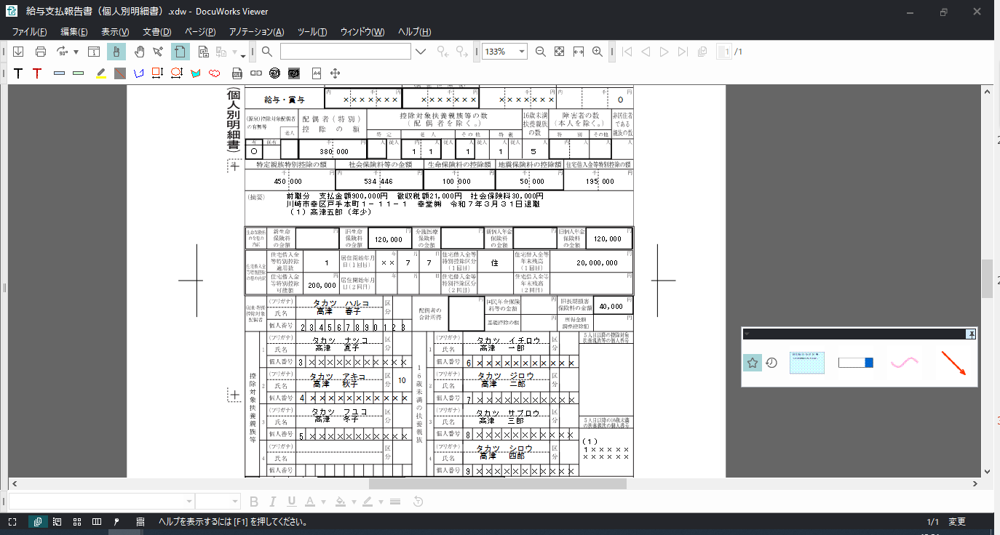 給与支払報告書（個人別明細書）.xdw - DocuWorks Viewer
ファイル(F) 編集(E) 表示(V) 文書(D) ページ(P) アノテーション(A) ツール(T) ウィンドウ(W) ヘルプ(H)
133% 1 /1
（個人別明細書）
給与・賞与 内 千 円 ××××××× 千 円 ××××××× 千 円 ××××××× 内 千 円 0
(源泉)控除対象配偶者の有無等 老人 配偶者(特別)控除の額 控除対象扶養親族等の数(配偶者を除く。) 16歳未満扶養親族の数 障害者の数(本人を除く。) 非居住者である親族の数
特定 老人 その他 特親 特別 その他
有 従有 千 円 人 従人 内 人 従人 人 従人 人 従人 人 内 人 人 人
○ 380 000 1 1 1 1 5
特定親族特別控除の額 社会保険料等の金額 生命保険料の控除額 地震保険料の控除額 住宅借入金等特別控除の額
450 000 534 446 100 000 50 000 195 000
(摘要) 前職分 支払金額900,000円 徴収税額21,000円 社会保険料30,000円
川崎市幸区戸手本町１－１１－１ 幸堂㈱ 令和７年３月３１日退職
（１）高津五郎（年少）
生命保険料の金額の内訳 新生命保険料の金額 円 旧生命保険料の金額 円 120,000 介護医療保険料の金額 円 新個人年金保険料の金額 円 旧個人年金保険料の金額 円 120,000
住宅借入金等特別控除の額の内訳 住宅借入金等特別控除適用数 1 居住開始年月日(1回目) 年 月 日 ×× 7 7 住宅借入金等特別控除区分(1回目) 住 住宅借入金等年末残高(1回目) 円 20,000,000
住宅借入金等特別控除可能額 円 200,000 居住開始年月日(2回目) 年 月 日 住宅借入金等特別控除区分(2回目) 住宅借入金等年末残高(2回目) 円
(源泉・特別)控除対象配偶者 (フリガナ) タカツ ハルコ 区分 配偶者の合計所得 円 国民年金保険料等の金額 円 旧長期損害保険料の金額 円 40,000
氏名 高津 春子
個人番号 2 3 4 5 6 7 8 9 0 1 2 3 基礎控除の額 円 所得金額調整控除額 円
控除対象扶養親族等 1 (フリガナ) タカツ ナツコ 区分 16歳未満の扶養親族 1 (フリガナ) タカツ イチロウ 区分 5人目以降の控除対象扶養親族等の個人番号
氏名 高津 夏子 氏名 高津 一郎
個人番号 3 × × × × × × × × × × × 個人番号 6 × × × × × × × × × × ×
2 (フリガナ) タカツ アキコ 区分 10 2 (フリガナ) タカツ ジロウ 区分
氏名 高津 秋子 氏名 高津 二郎
個人番号 4 × × × × × × × × × × × 個人番号 7 × × × × × × × × × × ×
3 (フリガナ) タカツ フユコ 区分 3 (フリガナ) タカツ サブロウ 区分 5人目以降の16歳未満の扶養親族の個人番号
氏名 高津 冬子 氏名 高津 三郎
個人番号 5 × × × × × × × × × × × 個人番号 8 × × × × × × × × × × ×
4 (フリガナ) 区分 4 (フリガナ) タカツ シロウ 区分 （１）
氏名 氏名 高津 四郎 1×××××
××××××
個人番号 個人番号 9 × × × × × × × × × × ×
B I U A
ヘルプを表示するには [F1] を押してください。 1/1 変更